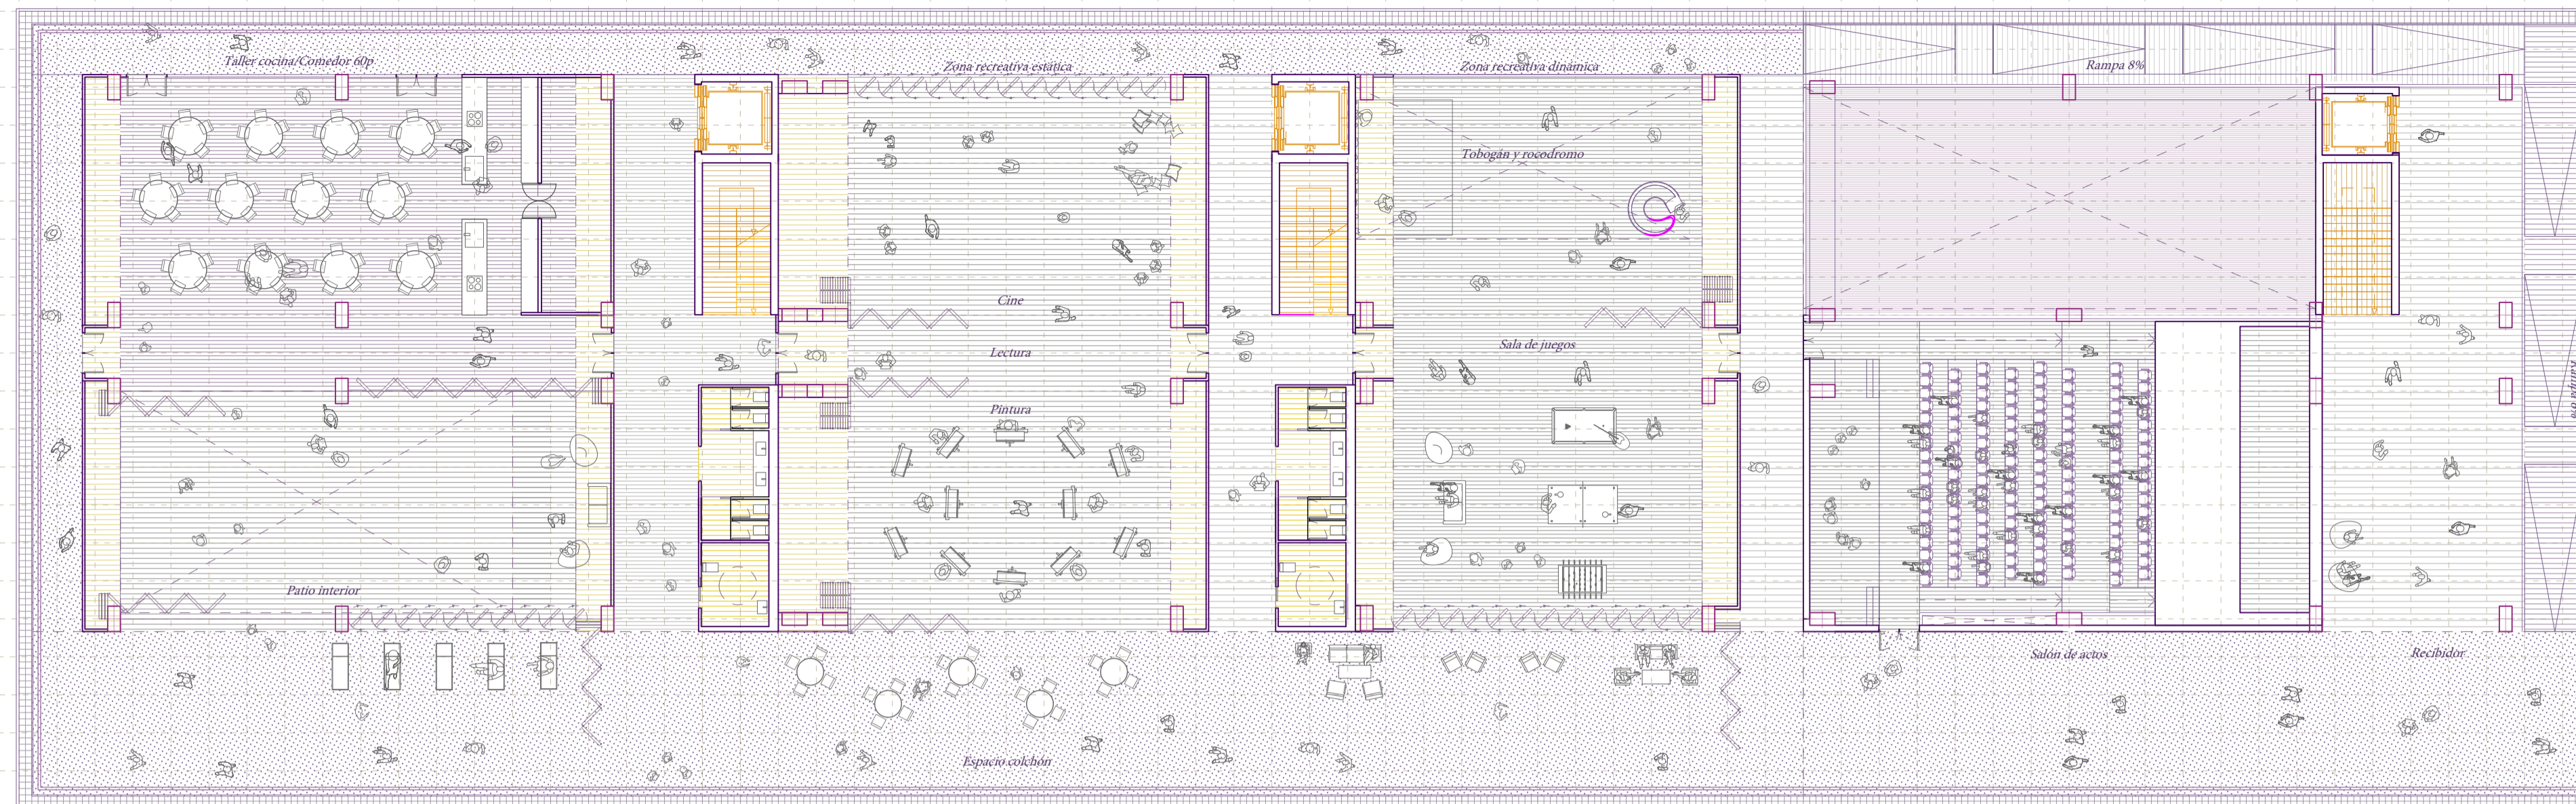 Taller cocina/Comedor 60p
Zona recreativa estática
Zona recreativa dinámica
Rampa 8%
Tobogán y rocodromo
Cine
Lectura
Sala de juegos
Pintura
Patio interior
Salón de actos
Recibidor
Espacio colchón